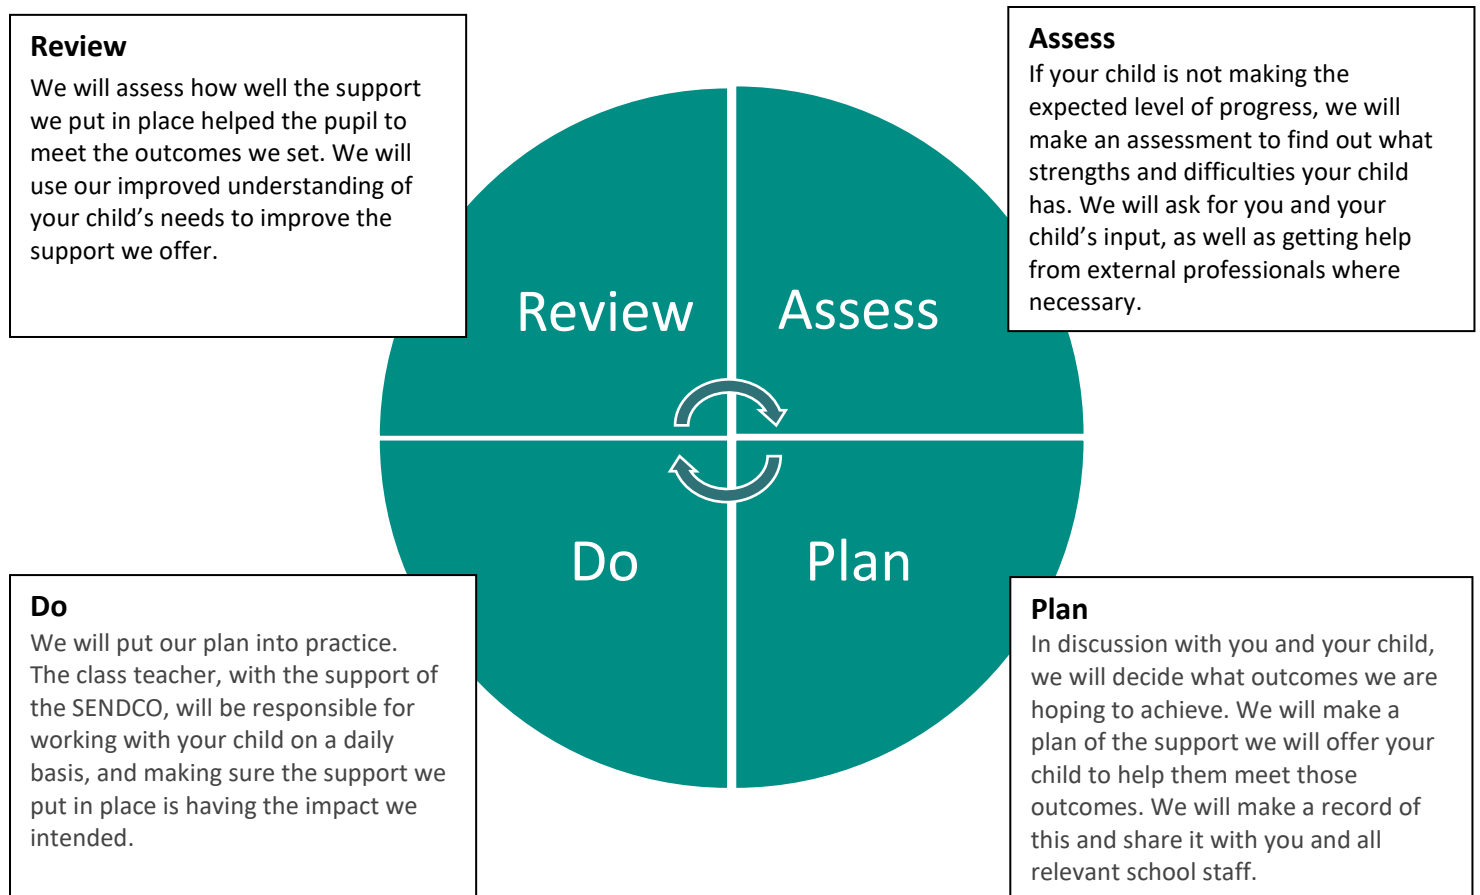 Review
We will assess how well the support
we put in place helped the pupil to
meet the outcomes we set. We will
use our improved understanding of
your child’s needs to improve the
support we offer.
Assess
If your child is not making the
expected level of progress, we will
make an assessment to find out what
strengths and difficulties your child
has. We will ask for you and your
child’s input, as well as getting help
from external professionals where
necessary.
Review
Assess
Do
Plan
Do
We will put our plan into practice.
The class teacher, with the support of
the SENDCO, will be responsible for
working with your child on a daily
basis, and making sure the support we
put in place is having the impact we
intended.
Plan
In discussion with you and your child,
we will decide what outcomes we are
hoping to achieve. We will make a
plan of the support we will offer your
child to help them meet those
outcomes. We will make a record of
this and share it with you and all
relevant school staff.